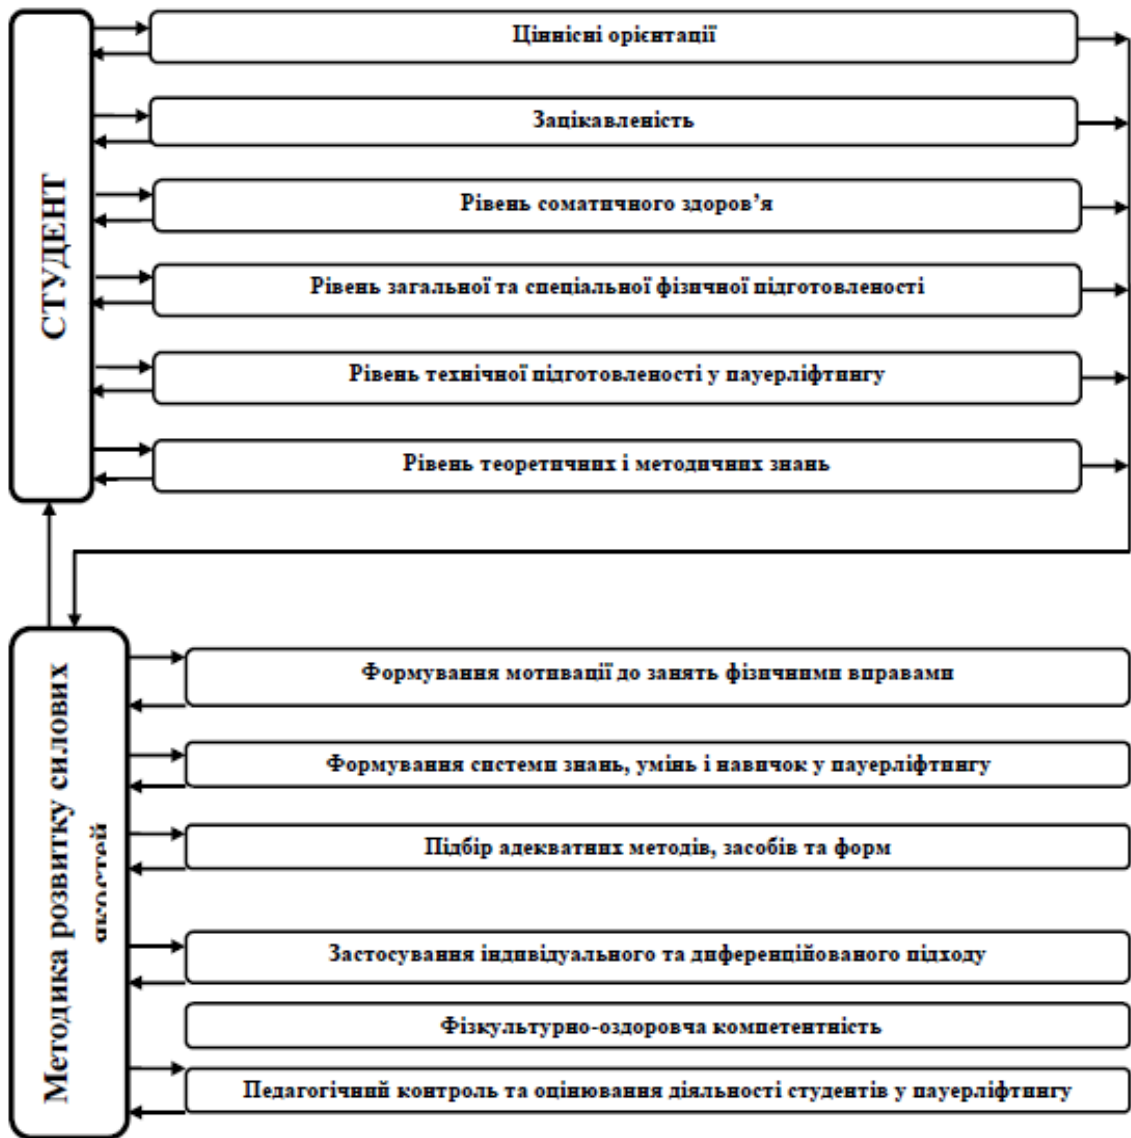 СТУДЕНТ
Ціннісні орієнтації
Зацікавленість
Рівень соматичного здоров’я
Рівень загальної та спеціальної фізичної підготовленості
Рівень технічної підготовленості у пауерліфтингу
Рівень теоретичних і методичних знань
Методика розвитку силових
якостей
Формування мотивації до занять фізичними вправами
Формування системи знань, умінь і навичок у пауерліфтингу
Підбір адекватних методів, засобів та форм
Застосування індивідуального та диференційованого підходу
Фізкультурно-оздоровча компетентність
Педагогічний контроль та оцінювання діяльності студентів у пауерліфтингу